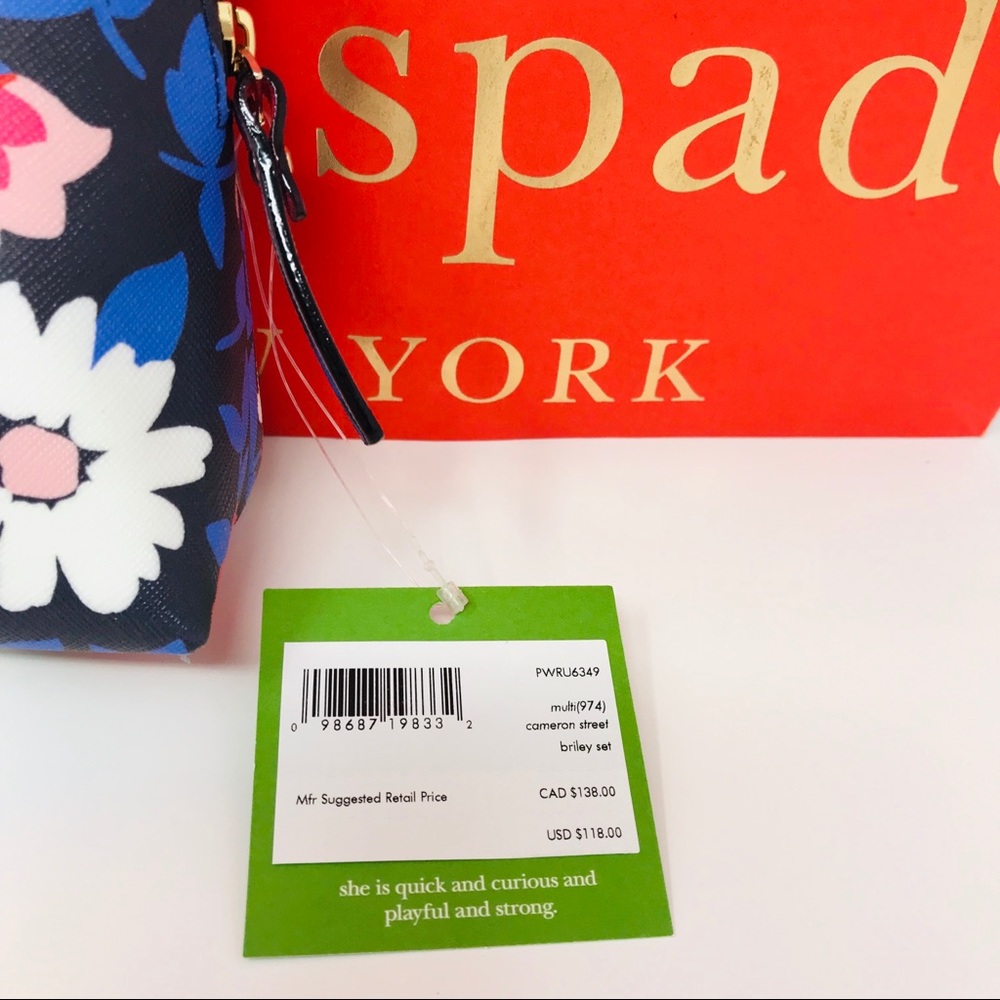 spade
YORK
PWRU6349
multi(974)
cameron street
briley set
0 98687 19833 2
Mfr Suggested Retail Price
CAD $138.00
USD $118.00
she is quick and curious and
playful and strong.